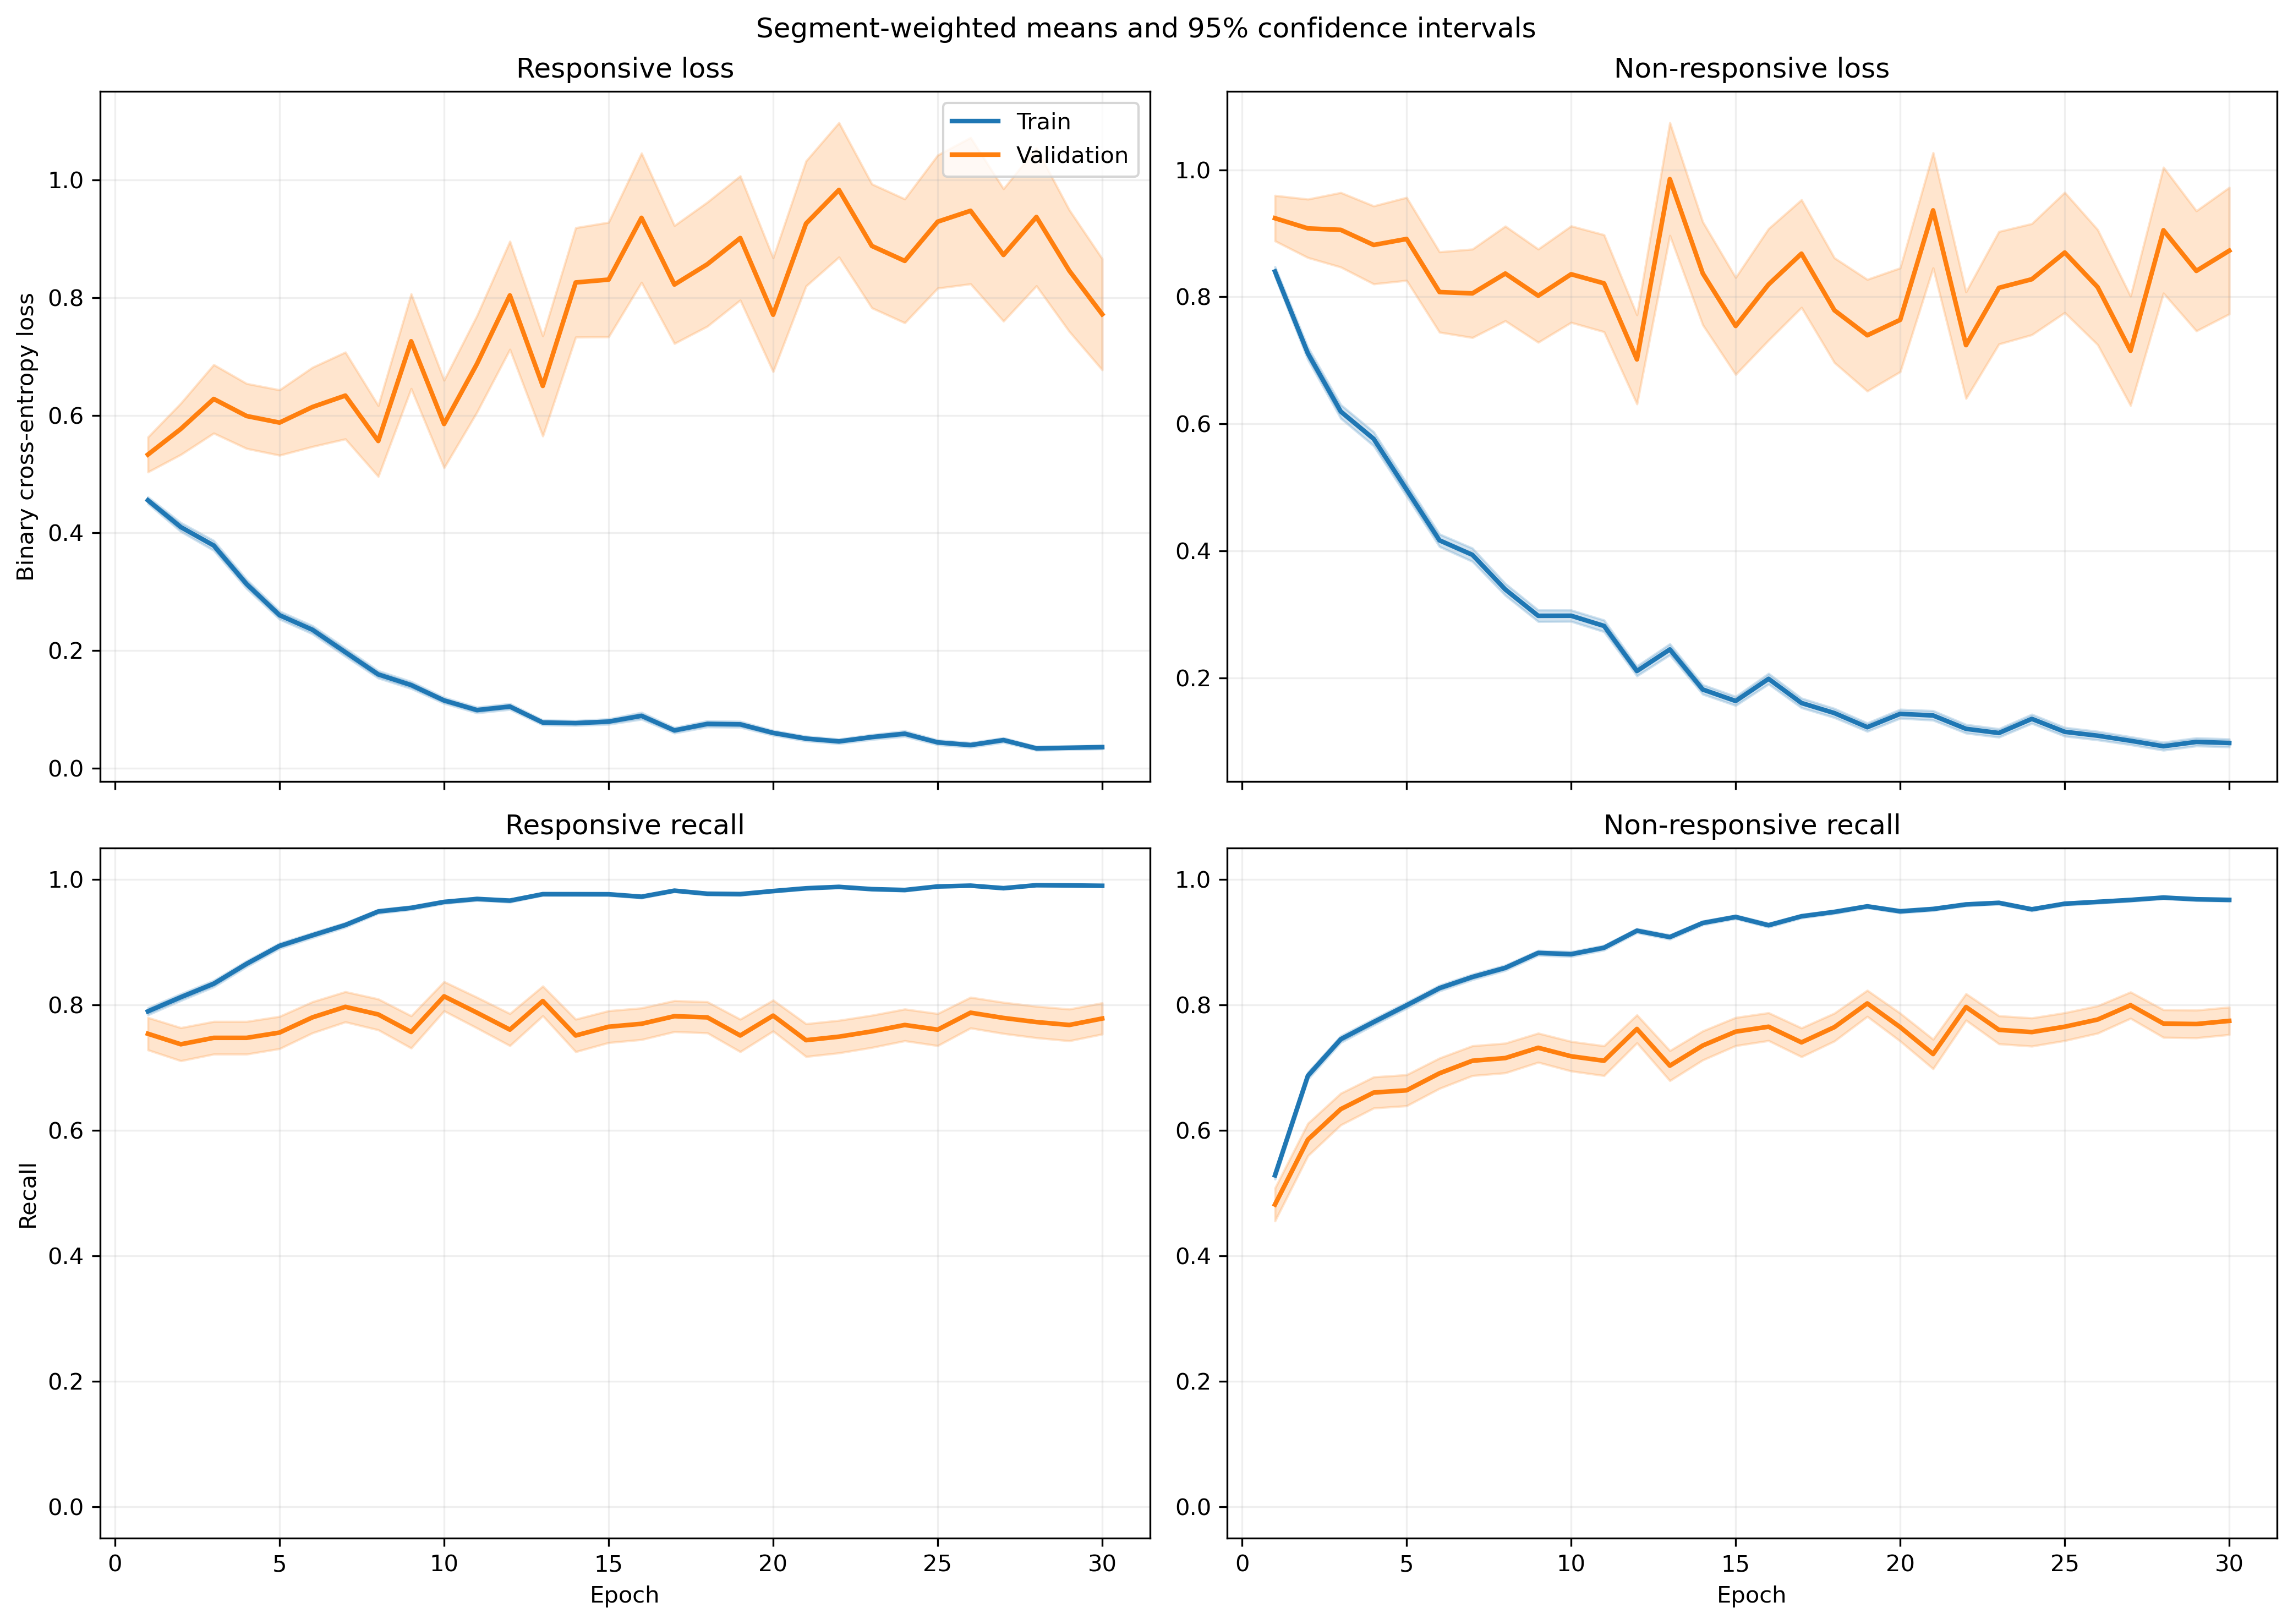 Segment-weighted means and 95% confidence intervals
Responsive loss
Non-responsive loss
Train
Validation
Binary cross-entropy loss
1.0
0.8
0.6
0.4
0.2
0.0
1.0
0.8
0.6
0.4
0.2
Responsive recall
Non-responsive recall
Recall
1.0
0.8
0.6
0.4
0.2
0.0
0 5 10 15 20 25 30
Epoch
1.0
0.8
0.6
0.4
0.2
0.0
0 5 10 15 20 25 30
Epoch